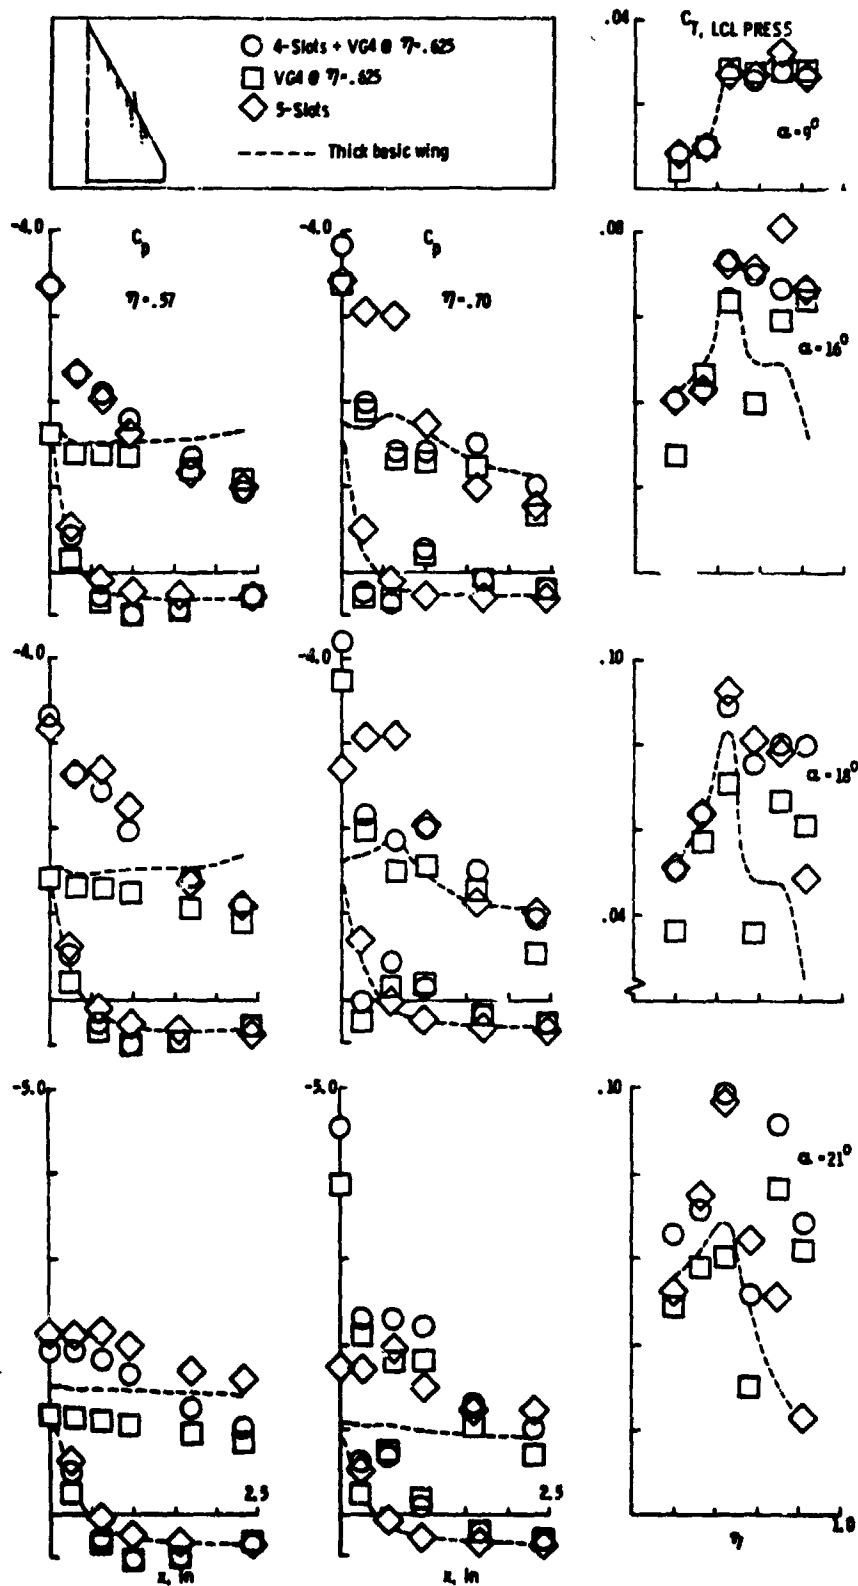 4-Slots + VG4 @ η=.625
VG4 @ η=.625
5-Slots
Thick basic wing
.04
C_T, LCL PRESS
α=9°
-4.0
C_p
η=.57
-4.0
C_p
η=.70
.08
α=16°
-4.0
-4.0
.10
.04
α=18°
-5.0
2.5
x, in
-5.0
2.5
x, in
.10
α=21°
η
1.0